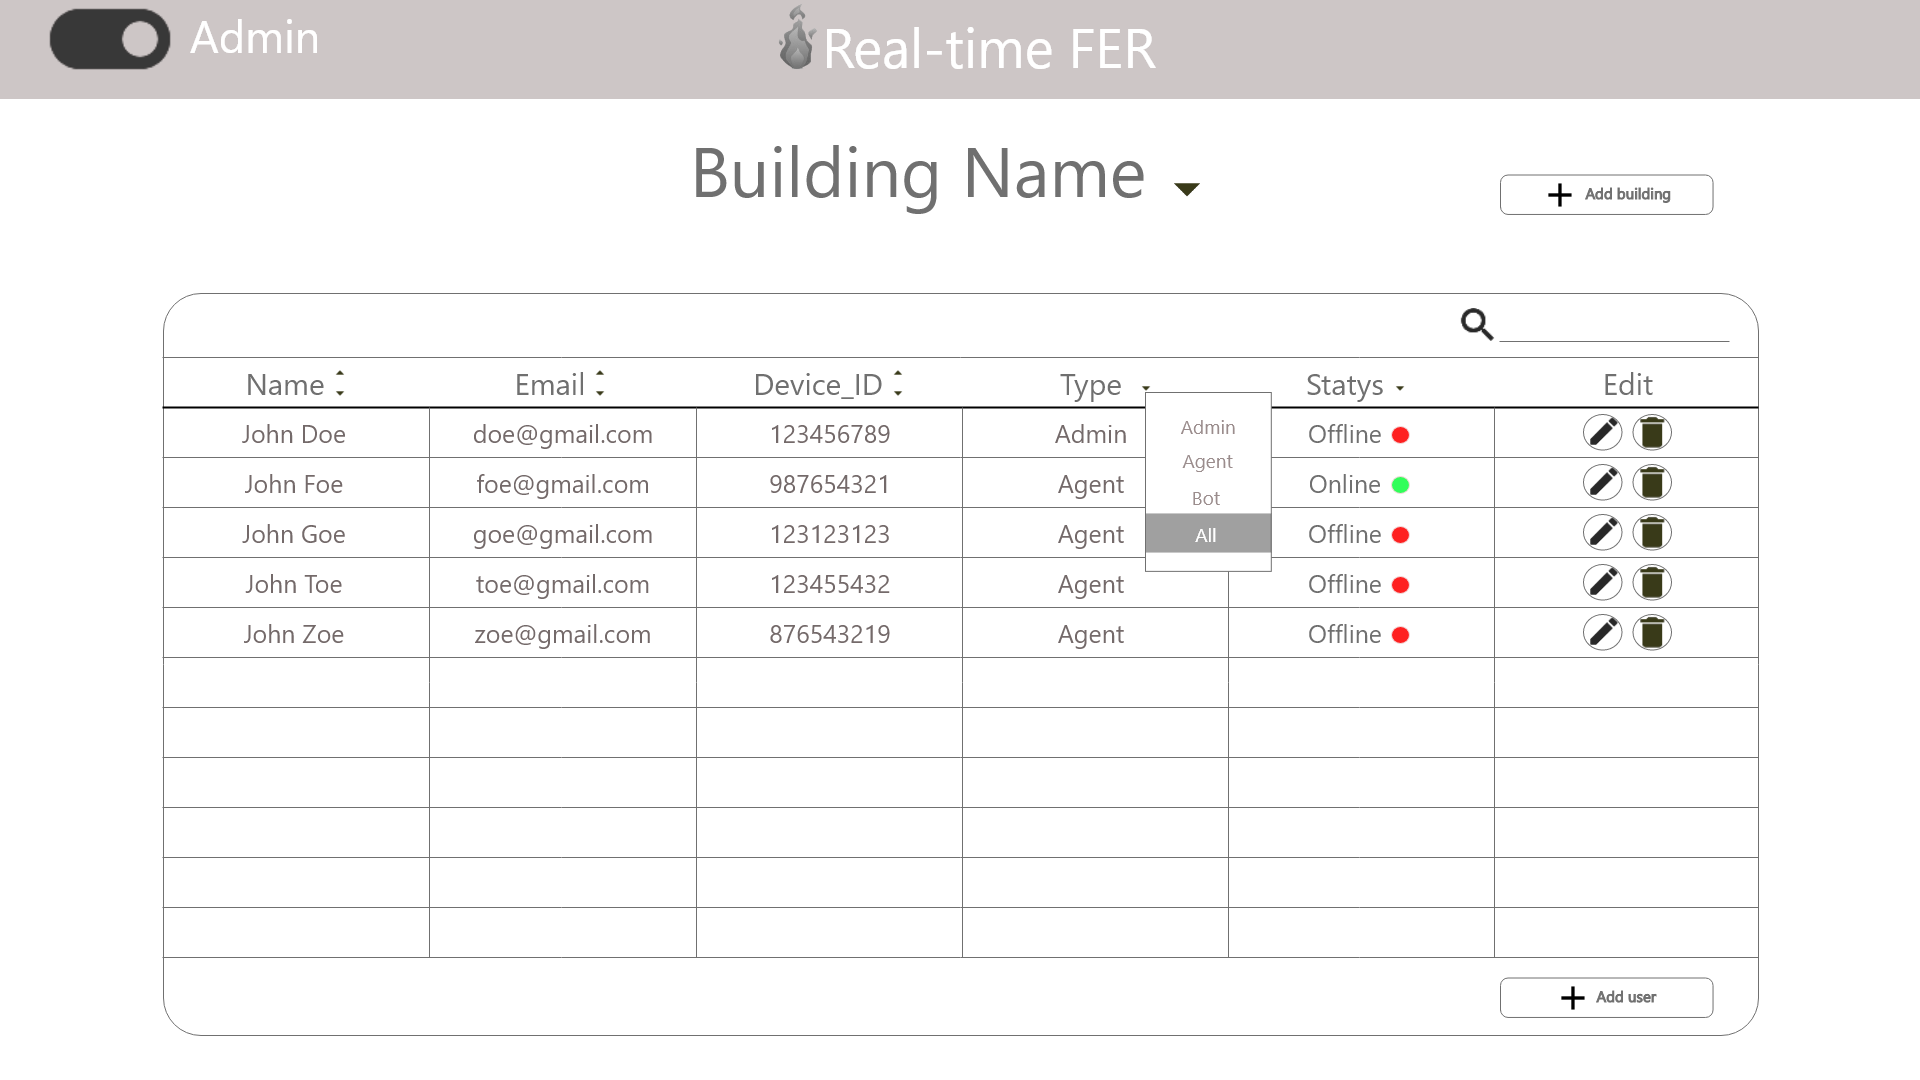 Admin
Real-time FER
Building Name
Add building
Name Email Device_ID Type Statys Edit
John Doe doe@gmail.com 123456789 Admin Offline
John Foe foe@gmail.com 987654321 Agent Online
John Goe goe@gmail.com 123123123 Agent Offline
John Toe toe@gmail.com 123455432 Agent Offline
John Zoe zoe@gmail.com 876543219 Agent Offline
Admin
Agent
Bot
All
Add user